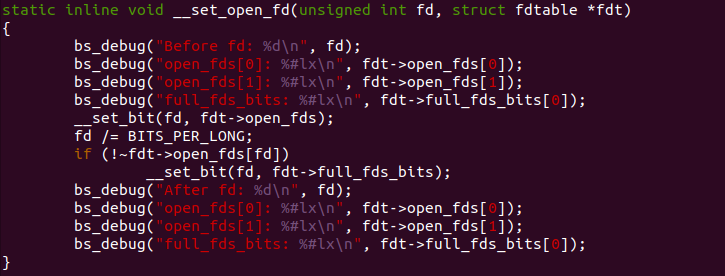 static inline void __set_open_fd(unsigned int fd, struct fdtable *fdt)
{
        bs_debug("Before fd: %d\n", fd);
        bs_debug("open_fds[0]: %#lx\n", fdt->open_fds[0]);
        bs_debug("open_fds[1]: %#lx\n", fdt->open_fds[1]);
        bs_debug("full_fds_bits: %#lx\n", fdt->full_fds_bits[0]);
        __set_bit(fd, fdt->open_fds);
        fd /= BITS_PER_LONG;
        if (!~fdt->open_fds[fd])
                __set_bit(fd, fdt->full_fds_bits);
        bs_debug("After fd: %d\n", fd);
        bs_debug("open_fds[0]: %#lx\n", fdt->open_fds[0]);
        bs_debug("open_fds[1]: %#lx\n", fdt->open_fds[1]);
        bs_debug("full_fds_bits: %#lx\n", fdt->full_fds_bits[0]);
}